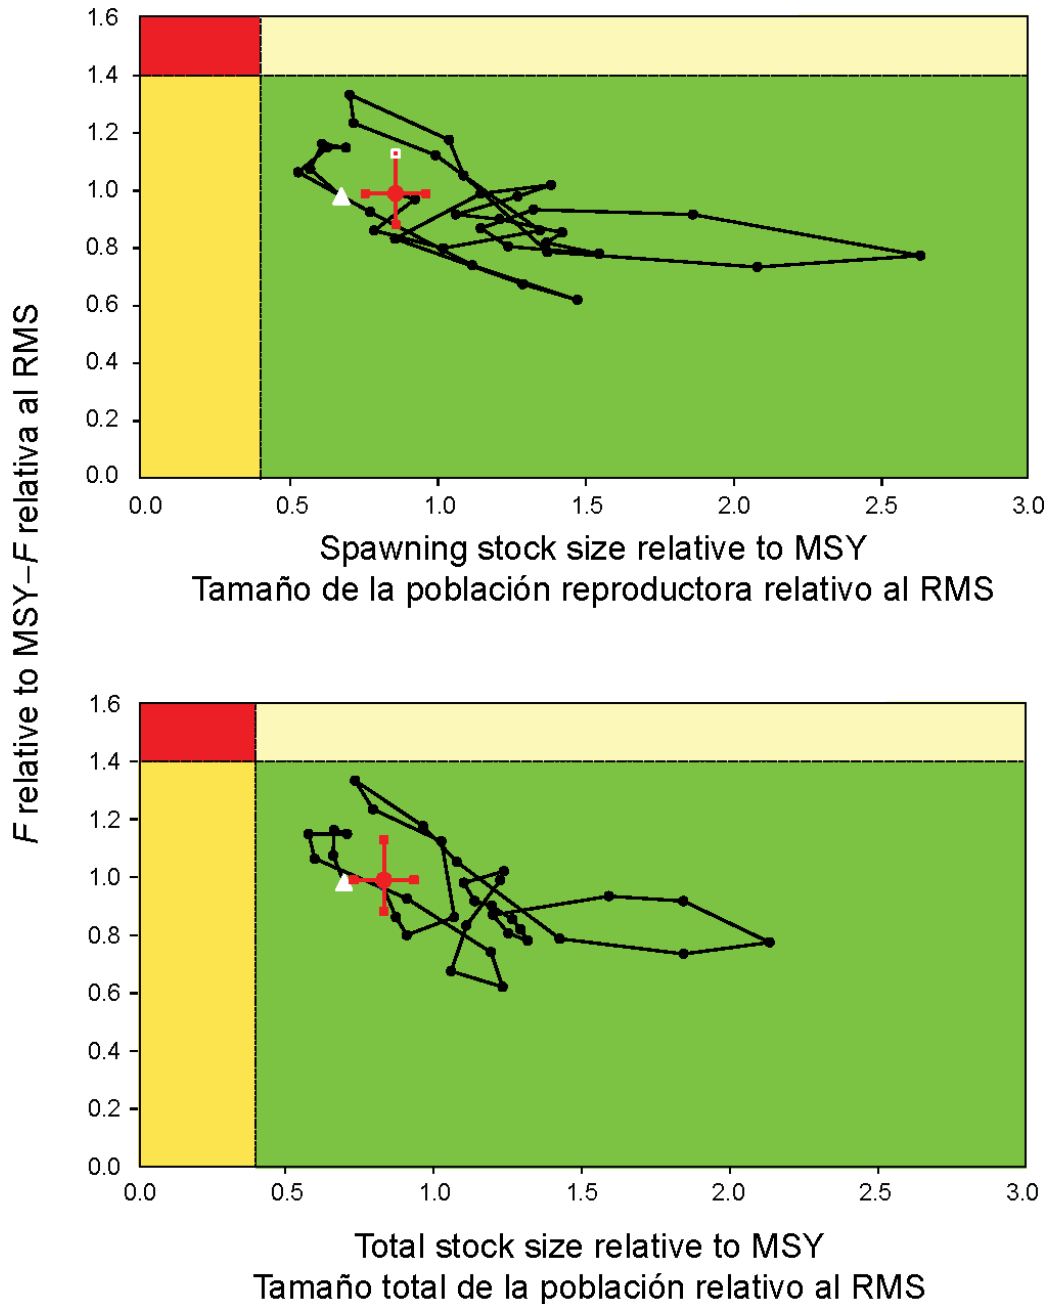 F relative to MSY–F relativa al RMS
1.6
1.4
1.2
1.0
0.8
0.6
0.4
0.2
0.0
0.0 0.5 1.0 1.5 2.0 2.5 3.0
Spawning stock size relative to MSY
Tamaño de la población reproductora relativo al RMS
1.6
1.4
1.2
1.0
0.8
0.6
0.4
0.2
0.0
0.0 0.5 1.0 1.5 2.0 2.5 3.0
Total stock size relative to MSY
Tamaño total de la población relativo al RMS